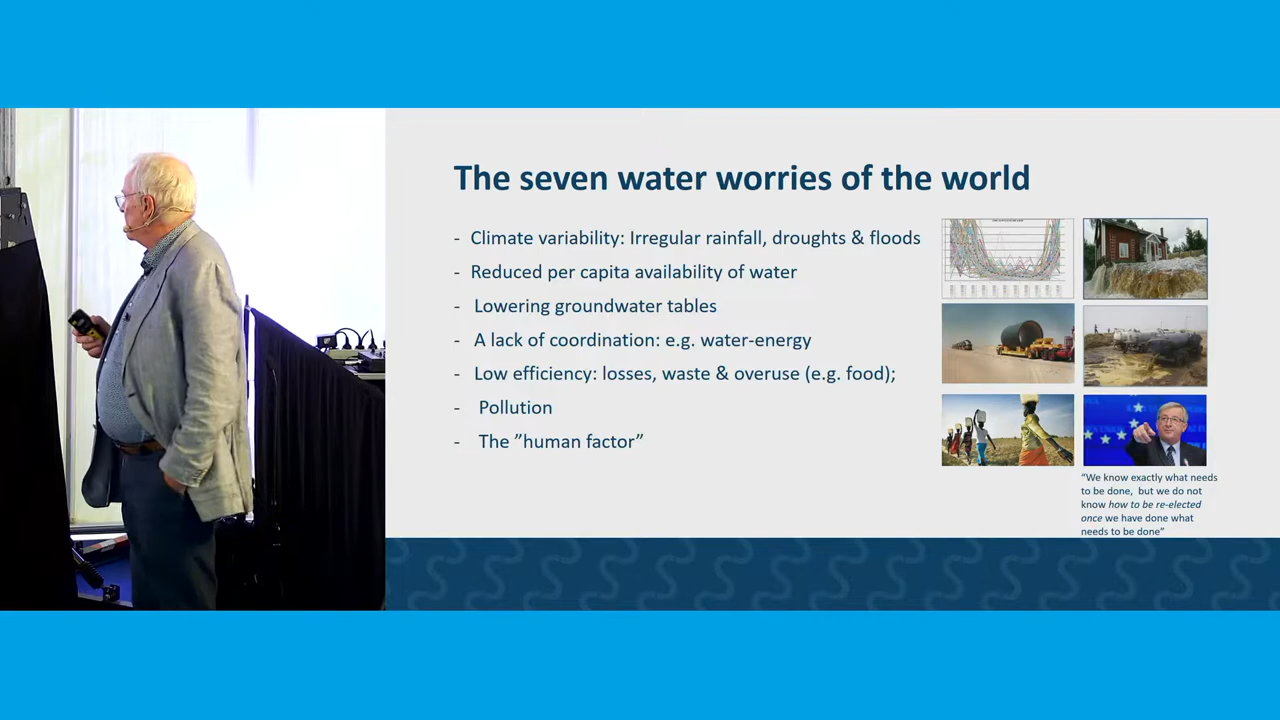 The seven water worries of the world
- Climate variability: Irregular rainfall, droughts & floods
- Reduced per capita availability of water
- Lowering groundwater tables
- A lack of coordination: e.g. water-energy
- Low efficiency: losses, waste & overuse (e.g. food);
- Pollution
- The ”human factor”
“We know exactly what needs
to be done, but we do not
know how to be re-elected
once we have done what
needs to be done”